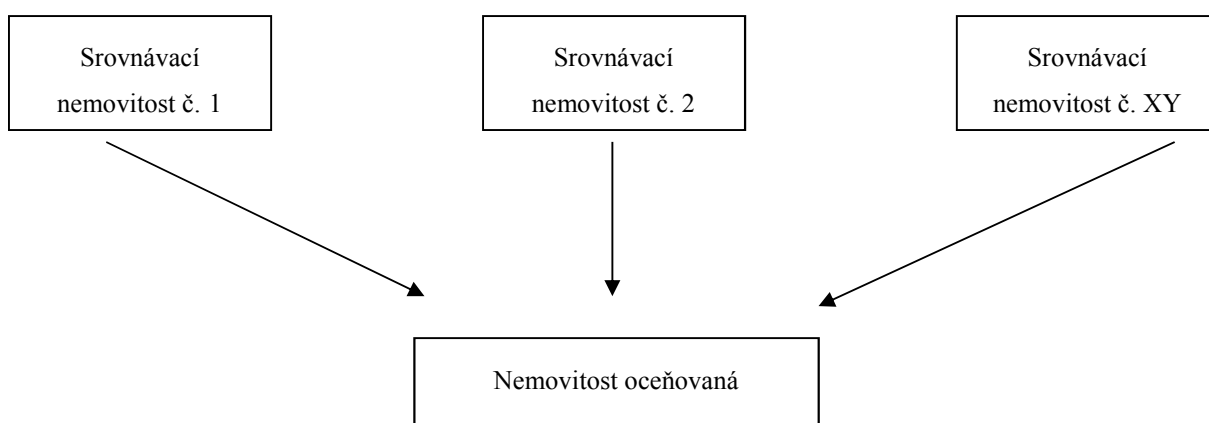 Srovnávací
nemovitost č. 1
Srovnávací
nemovitost č. 2
Srovnávací
nemovitost č. XY
Nemovitost oceňovaná